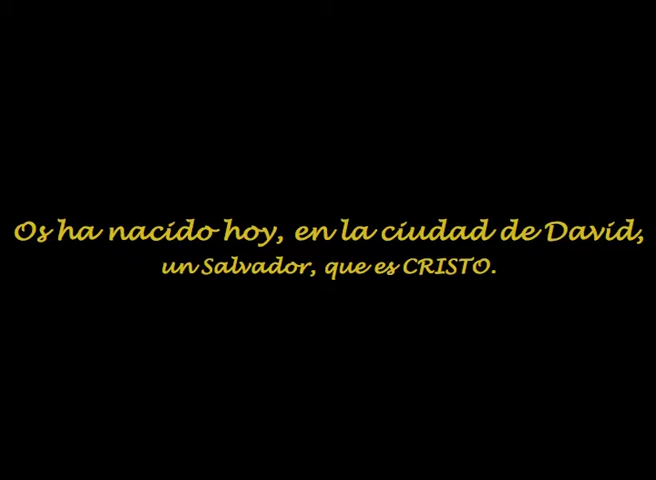 Os ha nacido hoy, en la ciudad de David,
un Salvador, que es CRISTO.